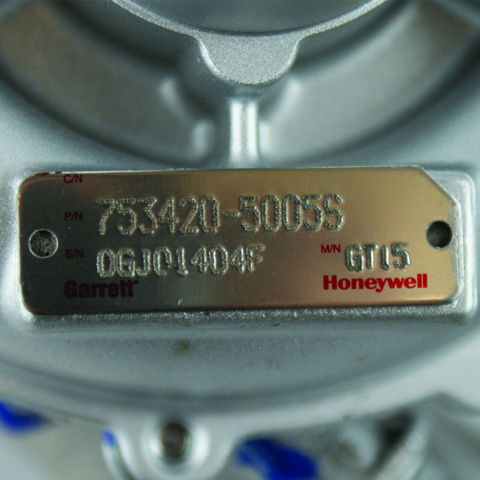 C/N
P/N 753420-5005S
S/N 0GJ01404F M/N GT15
Garrett Honeywell